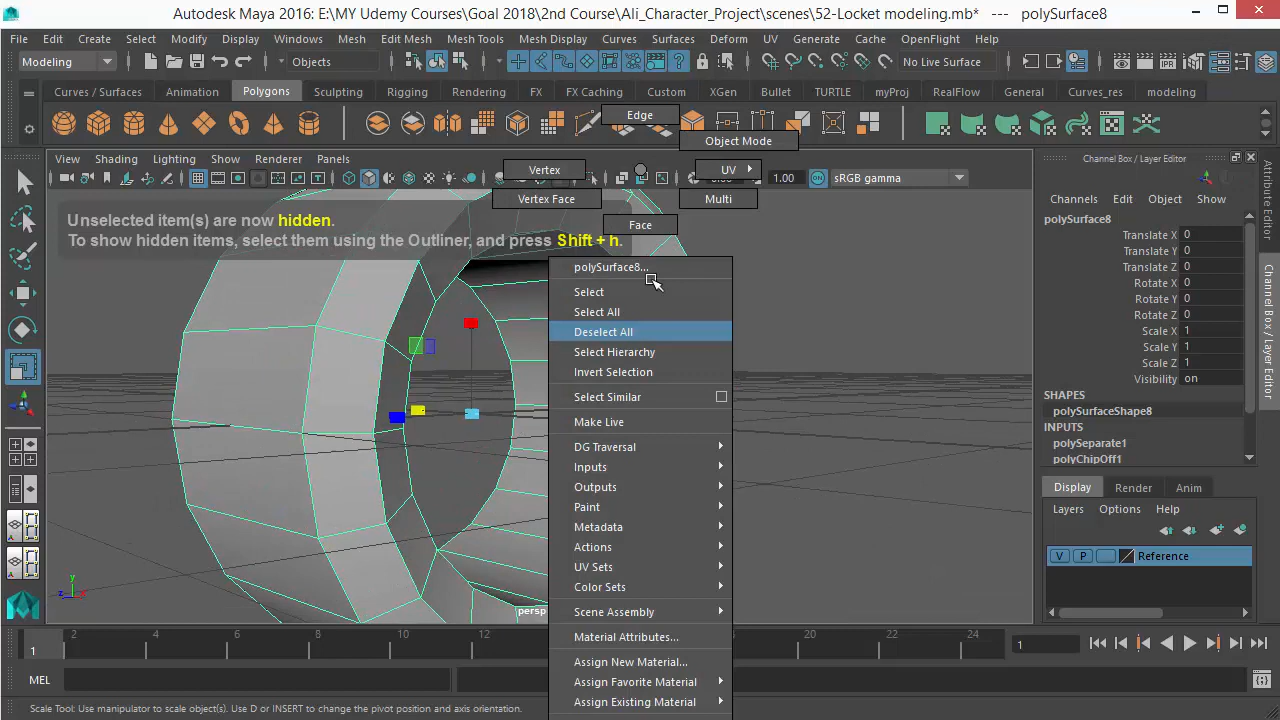 Autodesk Maya 2016: E:\MY Udemy Courses\Goal 2018\2nd Course\Ali_Character_Project\scenes\52-Locket modeling.mb* --- polySurface8
File Edit Create Select Modify Display Windows Mesh Edit Mesh Mesh Tools Mesh Display Curves Surfaces Deform UV Generate Cache OpenFlight Help
Modeling Objects No Live Surface
Curves / Surfaces Animation Polygons Sculpting Rigging Rendering FX FX Caching Custom XGen Bullet TURTLE myProj RealFlow General Curves_res modeling
Edge
Object Mode
View Shading Lighting Show Renderer Panels
Vertex UV
1.00 sRGB gamma
Vertex Face Multi
Face
Unselected item(s) are now hidden.
To show hidden items, select them using the Outliner, and press Shift + h.
polySurface8...
Select
Select All
Deselect All
Select Hierarchy
Invert Selection
Select Similar
Make Live
DG Traversal
Inputs
Outputs
Paint
Metadata
Actions
UV Sets
Color Sets
Scene Assembly
Material Attributes...
Assign New Material...
Assign Favorite Material
Assign Existing Material
persp
y
z x
Channel Box / Layer Editor
Channels Edit Object Show
polySurface8
Translate X 0
Translate Y 0
Translate Z 0
Rotate X 0
Rotate Y 0
Rotate Z 0
Scale X 1
Scale Y 1
Scale Z 1
Visibility on
SHAPES
polySurfaceShape8
INPUTS
polySeparate1
polyChipOff1
Display Render Anim
Layers Options Help
V P Reference
Channel Box / Layer Editor
Attribute Editor
2 4 6 8 10 12 20 22 24
1 1
MEL
Scale Tool: Use manipulator to scale object(s). Use D or INSERT to change the pivot position and axis orientation.